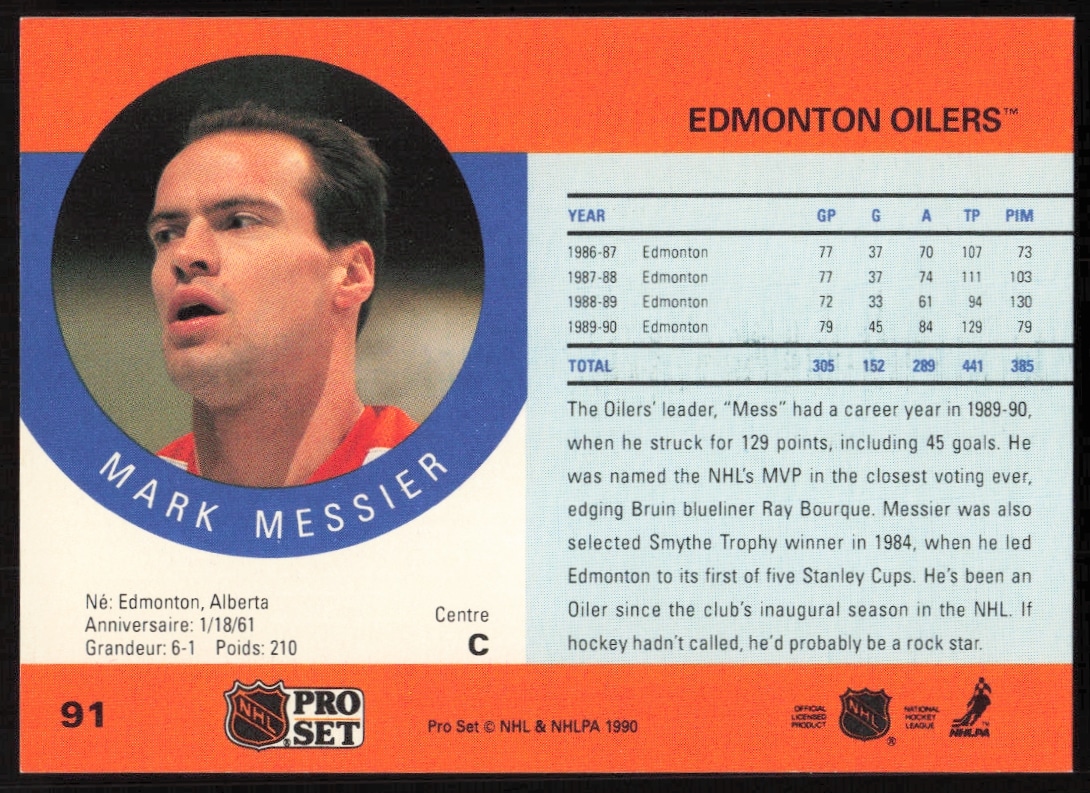 EDMONTON OILERS™
YEAR GP G A TP PIM
1986-87 Edmonton 77 37 70 107 73
1987-88 Edmonton 77 37 74 111 103
1988-89 Edmonton 72 33 61 94 130
1989-90 Edmonton 79 45 84 129 79
TOTAL 305 152 289 441 385
The Oilers' leader, “Mess” had a career year in 1989-90,
when he struck for 129 points, including 45 goals. He
was named the NHL's MVP in the closest voting ever,
edging Bruin blueliner Ray Bourque. Messier was also
selected Smythe Trophy winner in 1984, when he led
Edmonton to its first of five Stanley Cups. He's been an
Oiler since the club's inaugural season in the NHL. If
hockey hadn't called, he'd probably be a rock star.
MARK MESSIER
Né: Edmonton, Alberta
Anniversaire: 1/18/61
Grandeur: 6-1 Poids: 210
Centre
C
91
NHL
PRO
SET
®
Pro Set © NHL & NHLPA 1990
OFFICIAL
LICENSED
PRODUCT
NHL
®
NATIONAL
HOCKEY
LEAGUE
™
NHLPA